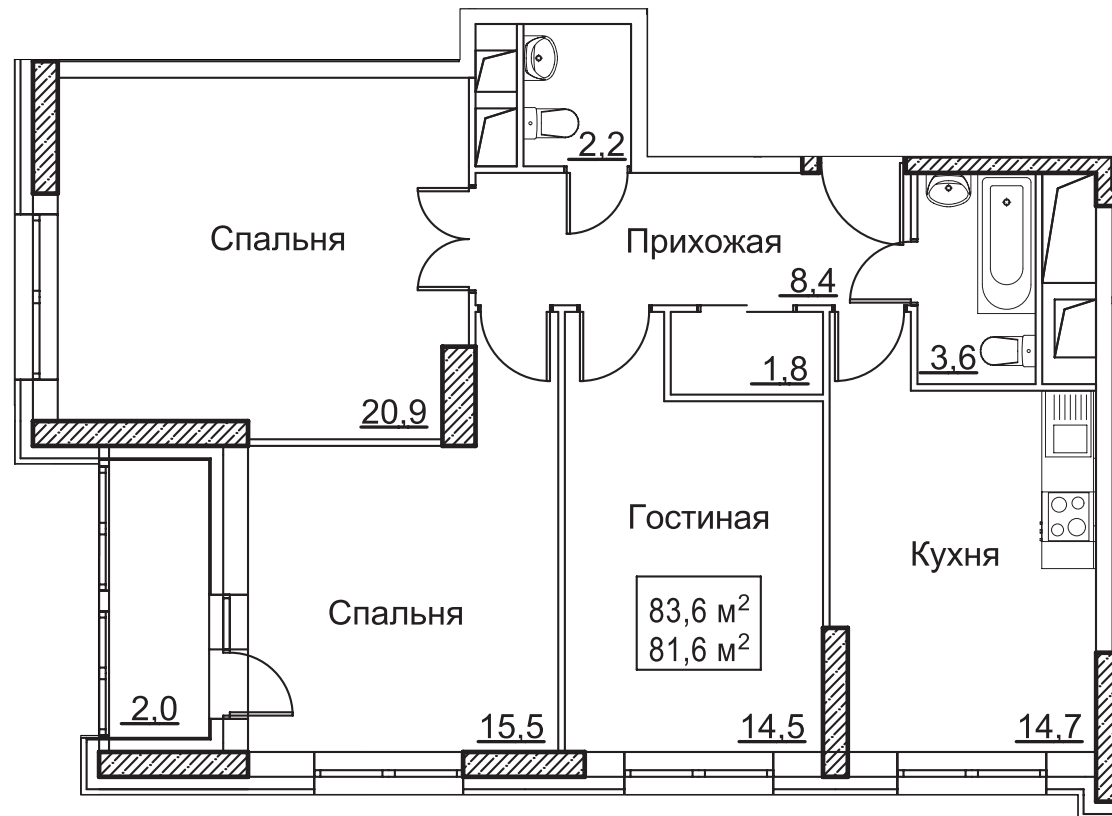 2,2
Спальня
Прихожая
8,4
3,6
1,8
20,9
Гостиная
Кухня
83,6 м²
81,6 м²
Спальня
2,0
15,5
14,5
14,7